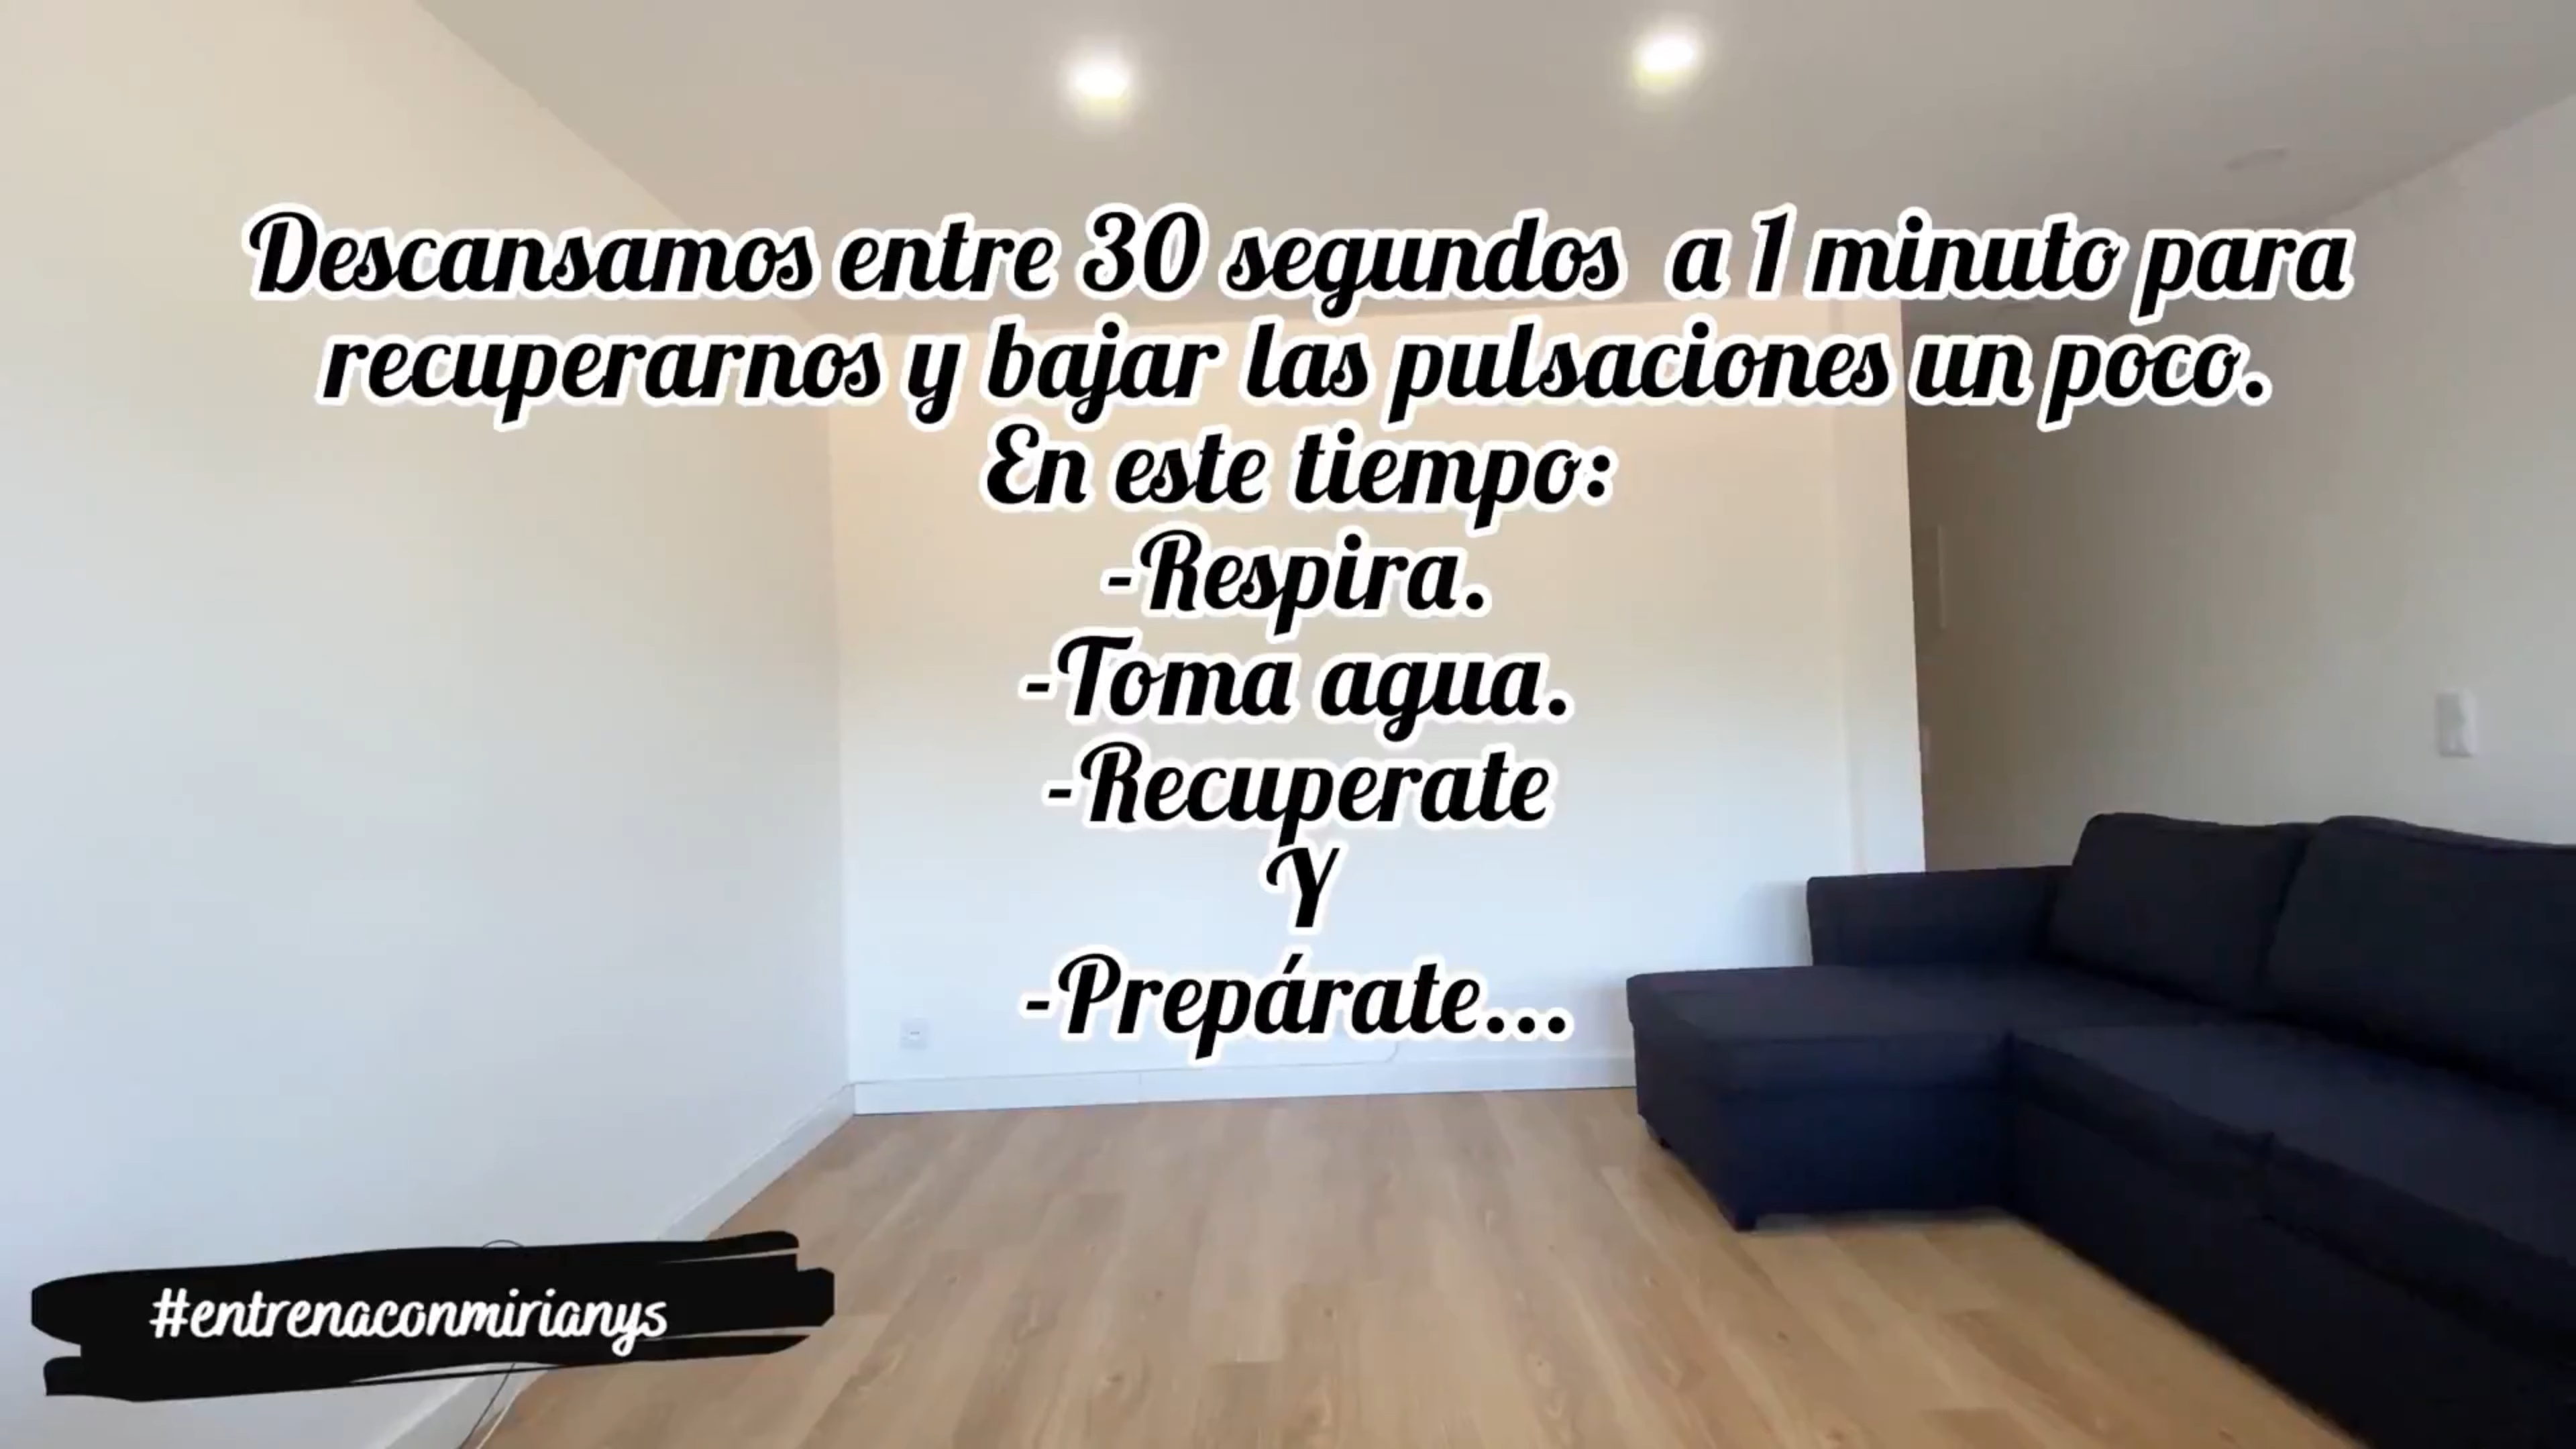 Descansamos entre 30 segundos a 1 minuto para
recuperarnos y bajar las pulsaciones un poco.
En este tiempo:
-Respira.
-Toma agua.
-Recuperate
Y
-Prepárate...
#entrenaconmirianys